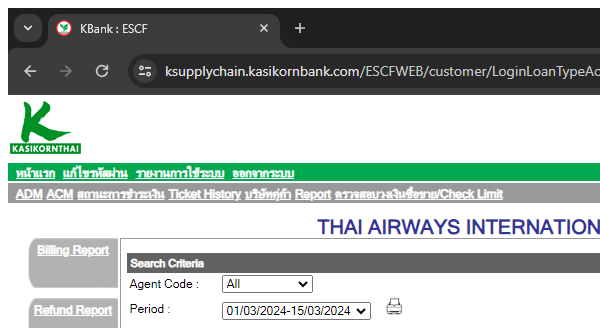 KBank : ESCF
ksupplychain.kasikornbank.com/ESCFWEB/customer/LoginLoanTypeAc
KASIKORNTHAI
หน้าแรก แก้ไขรหัสผ่าน รายงานการใช้ระบบ ออกจากระบบ
ADM ACM สถานะการชำระเงิน Ticket History บริษัทคู่ค้า Report ตรวจสอบวงเงินซื้อขาย/Check Limit
THAI AIRWAYS INTERNATION
Billing Report
Search Criteria
Agent Code : All
Refund Report
Period : 01/03/2024-15/03/2024